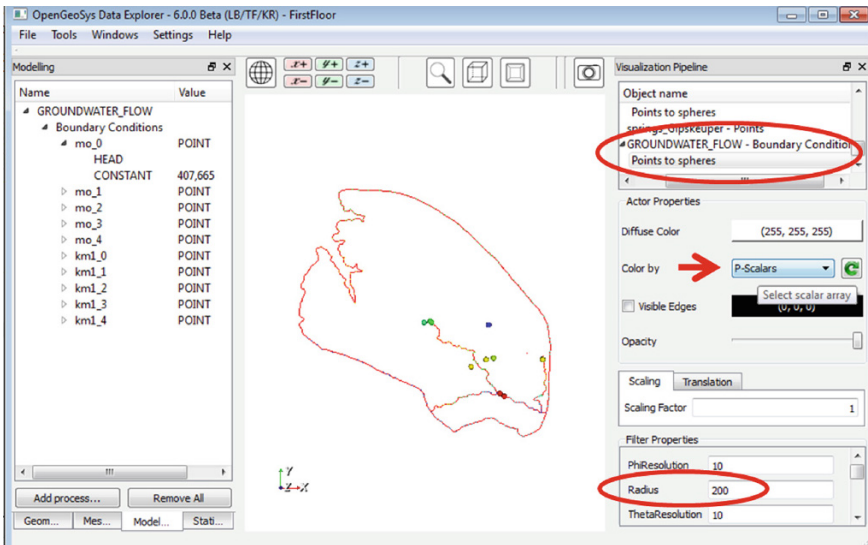 OpenGeoSys Data Explorer - 6.0.0 Beta (LB/TF/KR) - FirstFloor
File Tools Windows Settings Help
Modelling
Name Value
GROUNDWATER_FLOW
Boundary Conditions
mo_0 POINT
HEAD
CONSTANT 407,665
mo_1 POINT
mo_2 POINT
mo_3 POINT
mo_4 POINT
km1_0 POINT
km1_1 POINT
km1_2 POINT
km1_3 POINT
km1_4 POINT
Add process... Remove All
Geom... Mes... Model... Stati...
x+ y+ z+
x− y− z−
Y
Z X
Visualization Pipeline
Object name
Points to spheres
springs_Gipskeuper - Points
GROUNDWATER_FLOW - Boundary Condition
Points to spheres
Actor Properties
Diffuse Color (255, 255, 255)
Color by P-Scalars
Select scalar array
Visible Edges (0, 0, 0)
Opacity
Scaling Translation
Scaling Factor 1
Filter Properties
PhiResolution 10
Radius 200
ThetaResolution 10